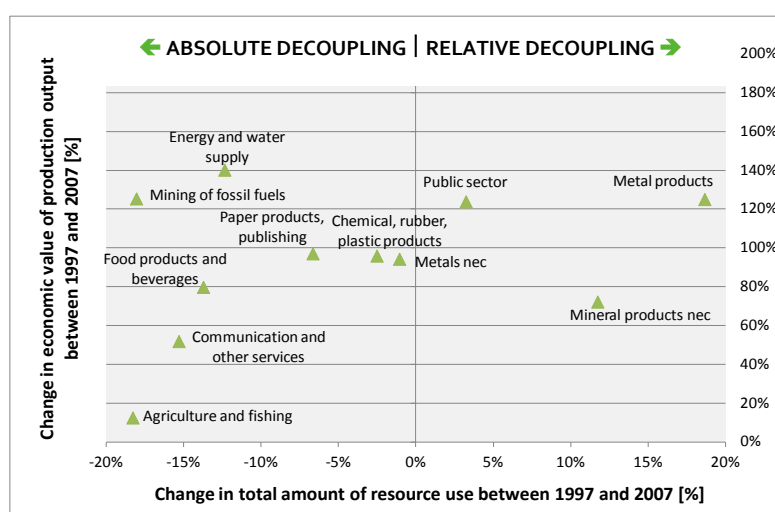 ABSOLUTE DECOUPLING | RELATIVE DECOUPLING
200%
180%
160%
140%
120%
100%
80%
60%
40%
20%
0%
Change in economic value of production output
between 1997 and 2007 [%]
Energy and water
supply
Mining of fossil fuels
Public sector
Metal products
Paper products,
publishing
Chemical, rubber,
plastic products
Metals nec
Food products and
beverages
Mineral products nec
Communication and
other services
Agriculture and fishing
-20%
-15%
-10%
-5%
0%
5%
10%
15%
20%
Change in total amount of resource use between 1997 and 2007 [%]